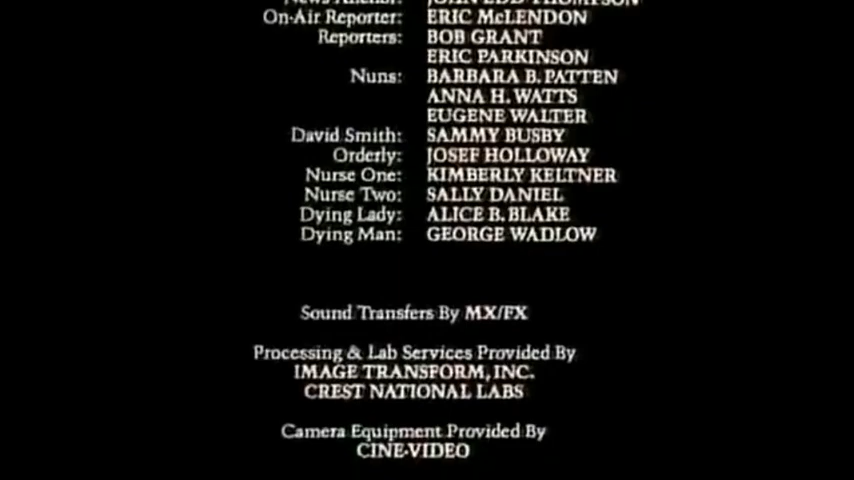 On-Air Reporter: ERIC McLENDON
Reporters: BOB GRANT
ERIC PARKINSON
Nuns: BARBARA B. PATTEN
ANNA H. WATTS
EUGENE WALTER
David Smith: SAMMY BUSBY
Orderly: JOSEF HOLLOWAY
Nurse One: KIMBERLY KELTNER
Nurse Two: SALLY DANIEL
Dying Lady: ALICE B. BLAKE
Dying Man: GEORGE WADLOW
Sound Transfers By MX/FX
Processing & Lab Services Provided By
IMAGE TRANSFORM, INC.
CREST NATIONAL LABS
Camera Equipment Provided By
CINE-VIDEO